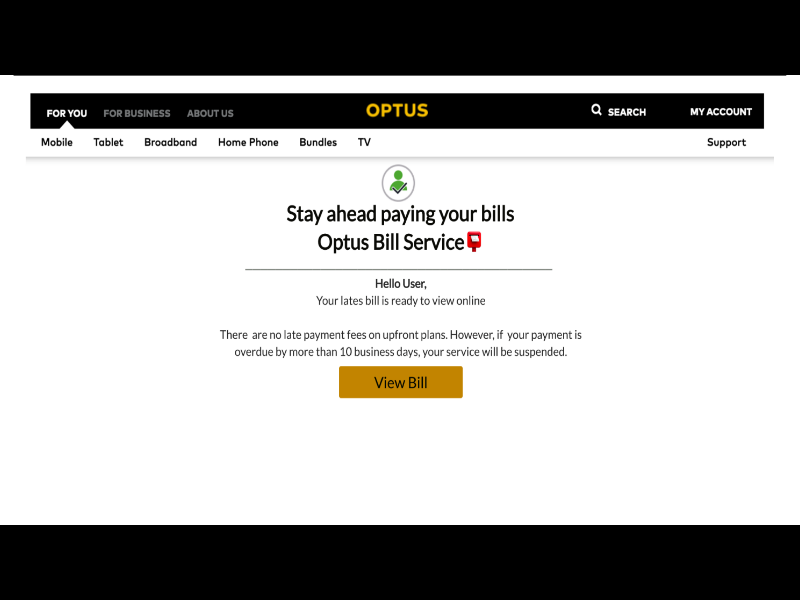 FOR YOU FOR BUSINESS ABOUT US OPTUS SEARCH MY ACCOUNT
Mobile Tablet Broadband Home Phone Bundles TV Support
Stay ahead paying your bills
Optus Bill Service
Hello User,
Your lates bill is ready to view online
There are no late payment fees on upfront plans. However, if your payment is
overdue by more than 10 business days, your service will be suspended.
View Bill